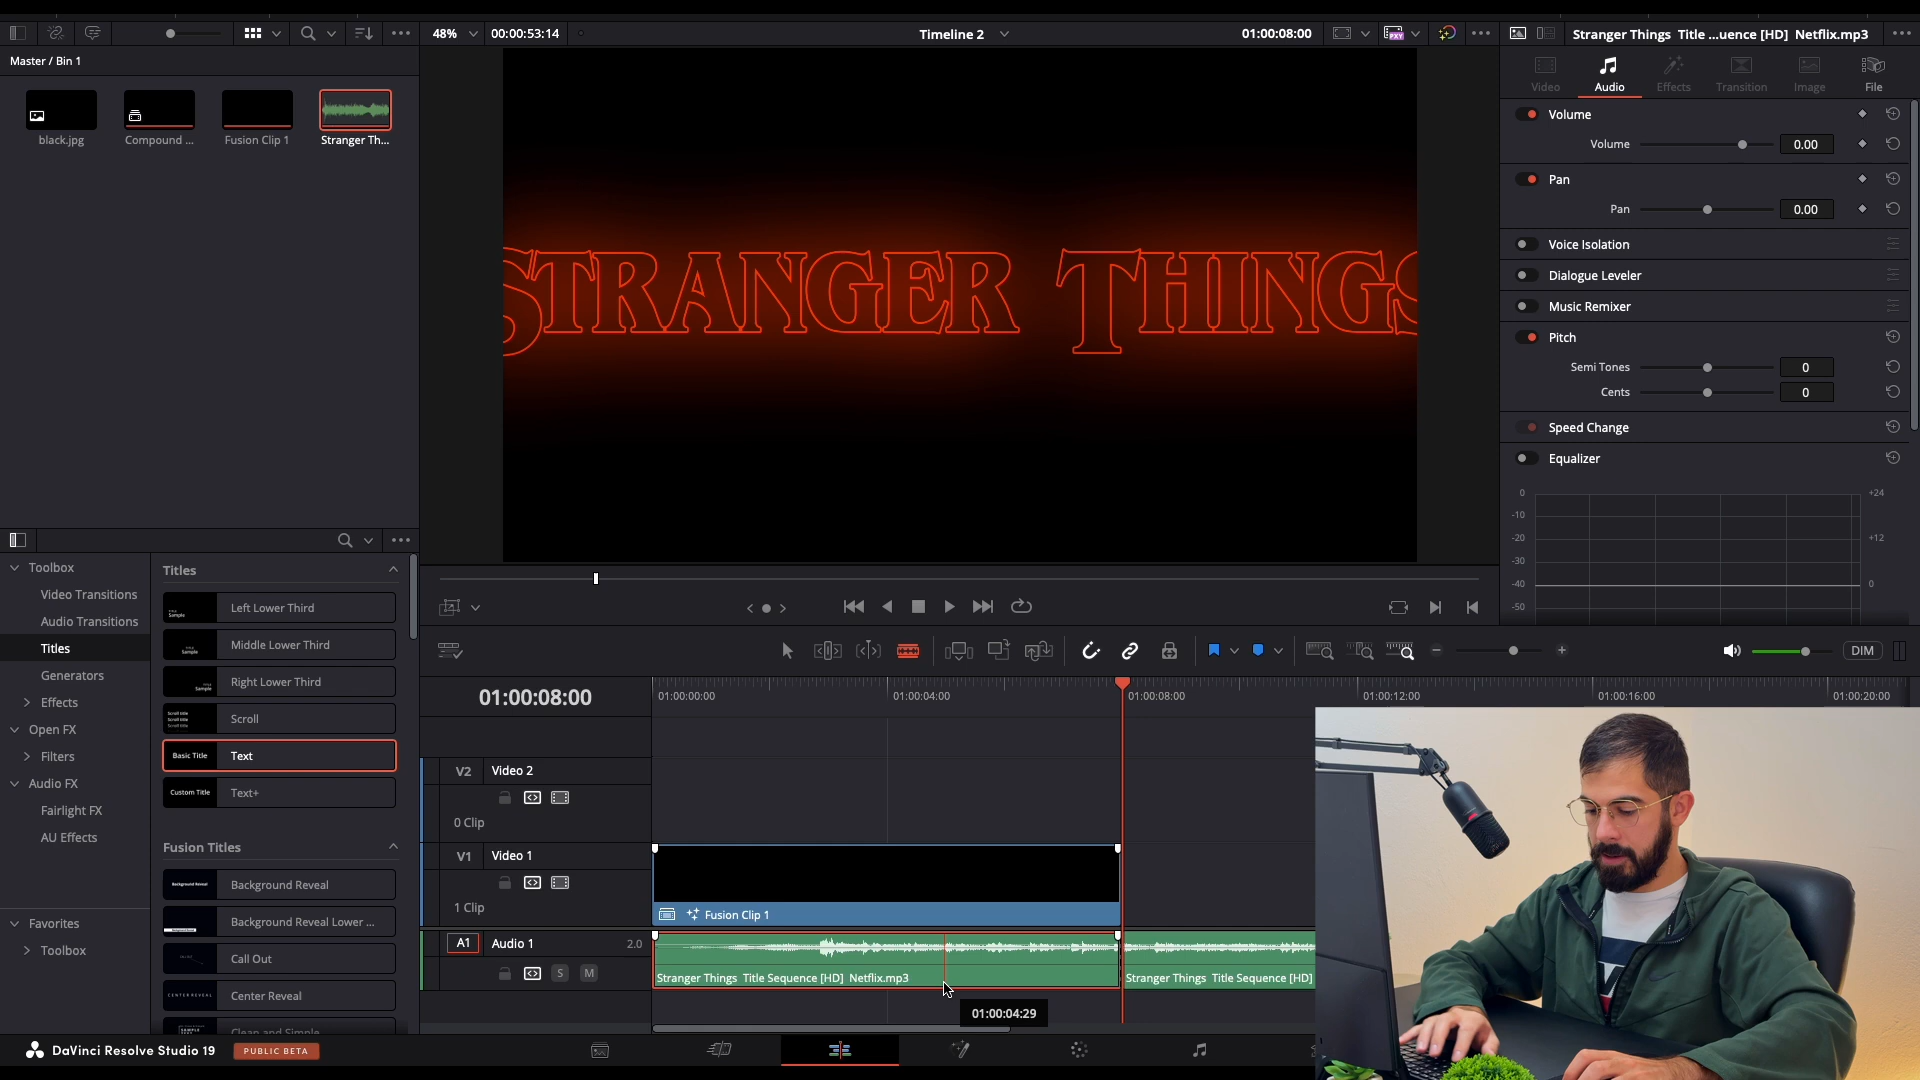 48%
00:00:53:14
Timeline 2
01:00:08:00
Stranger Things Title ...uence [HD] Netflix.mp3
Master / Bin 1
black.jpg
Compound ...
Fusion Clip 1
Stranger Th...
Video
Audio
Effects
Transition
Image
File
Volume
Volume
0.00
Pan
Pan
0.00
Voice Isolation
Dialogue Leveler
Music Remixer
Pitch
Semi Tones
0
Cents
0
Speed Change
Equalizer
0
+24
-10
-20
+12
-30
-40
0
-50
STRANGER THINGS
Toolbox
Video Transitions
Audio Transitions
Titles
Generators
Effects
Open FX
Filters
Audio FX
Fairlight FX
AU Effects
Favorites
Toolbox
Titles
Left Lower Third
Middle Lower Third
Right Lower Third
Scroll
Basic Title
Text
Custom Title
Text+
Fusion Titles
Background Reveal
Background Reveal Lower ...
Call Out
Center Reveal
Clean and Simple
DIM
01:00:08:00
01:00:00:00
01:00:04:00
01:00:08:00
01:00:12:00
01:00:16:00
01:00:20:00
V2
Video 2
0 Clip
V1
Video 1
1 Clip
Fusion Clip 1
A1
Audio 1
2.0
S
M
Stranger Things Title Sequence [HD] Netflix.mp3
Stranger Things Title Sequence [HD]
01:00:04:29
DaVinci Resolve Studio 19
PUBLIC BETA